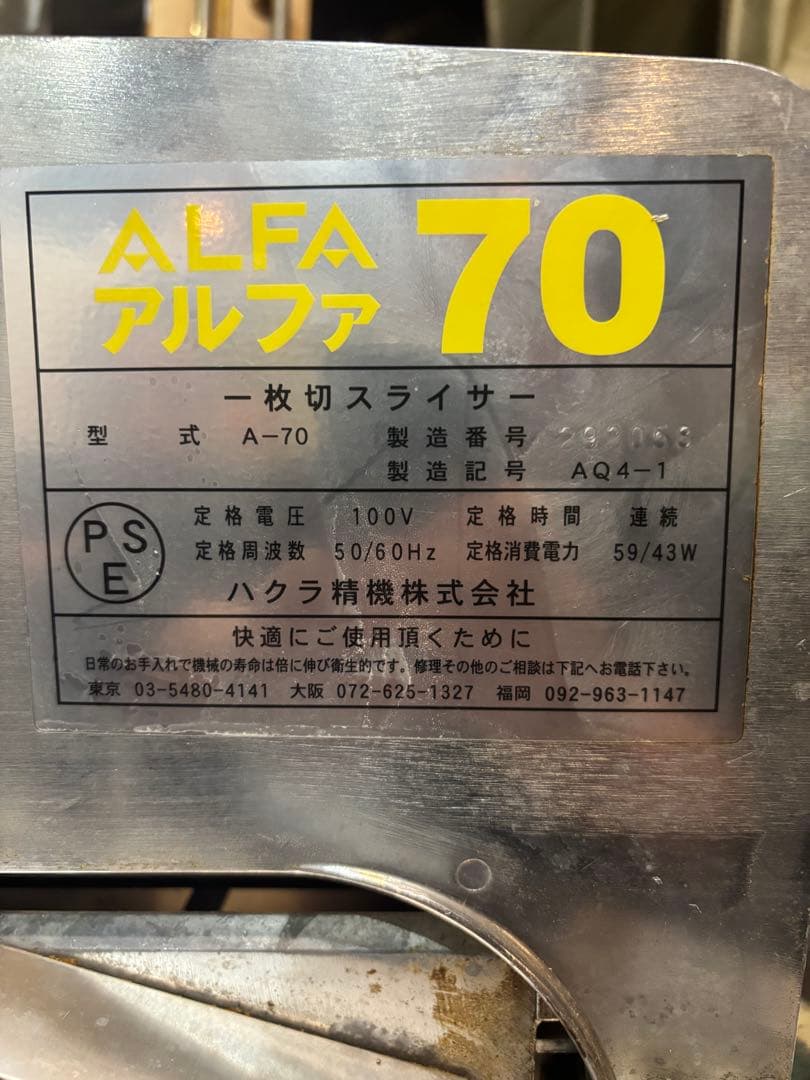 ALFA
アルファ 70
一枚切スライサー
型式 A-70 製造番号 292053
製造記号 AQ4-1
PSE
定格電圧 100V 定格時間 連続
定格周波数 50/60Hz 定格消費電力 59/43W
ハクラ精機株式会社
快適にご使用頂くために
日常のお手入れで機械の寿命は倍に伸び衛生的です。修理その他のご相談は下記へお電話下さい。
東京 03-5480-4141 大阪 072-625-1327 福岡 092-963-1147